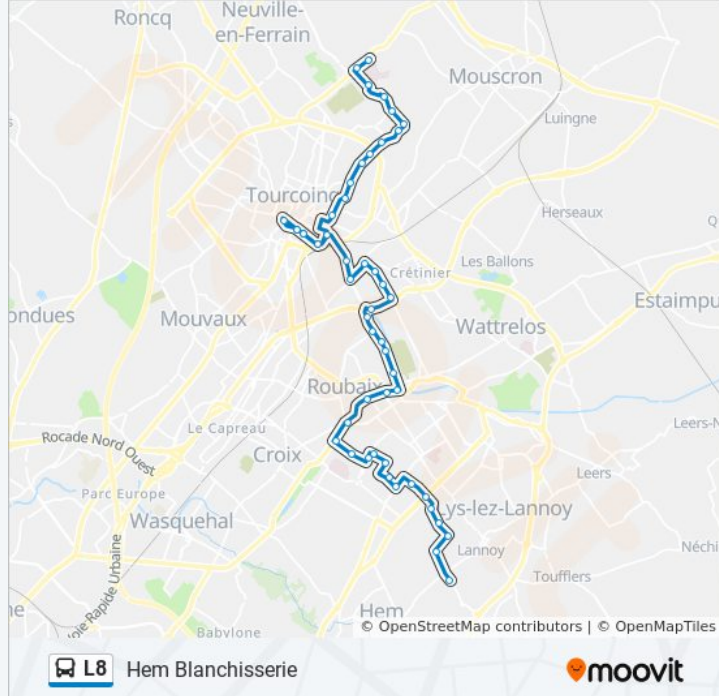 Roncq
Neuville-
en-Ferrain
Mouscron
Luingne
Tourcoing
Herseaux
Les Ballons
Crétinier
Estaimpu
ondues
Mouvaux
Wattrelos
Roubaix
Le Capreau
Leers-N
Rocade Nord Ouest
Croix
Leers
Parc Europe
Wasquehal
Lys-lez-Lannoy
Lannoy
Néchi
Toufflers
oie Rapide Urbaine
Hem
Babylone
© OpenStreetMap contributors | © OpenMapTiles
L8 Hem Blanchisserie
moovit